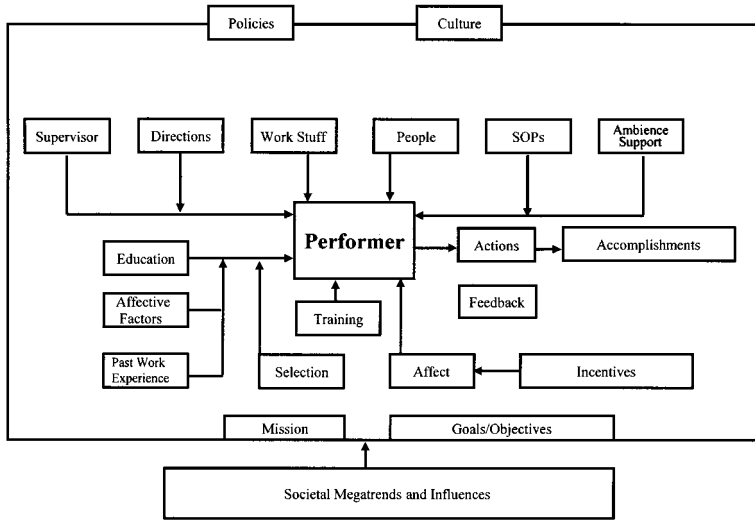 Policies
Culture
Supervisor
Directions
Work Stuff
People
SOPs
Ambience
Support
Performer
Education
Actions
Accomplishments
Affective
Factors
Training
Feedback
Past Work
Experience
Selection
Affect
Incentives
Mission
Goals/Objectives
Societal Megatrends and Influences